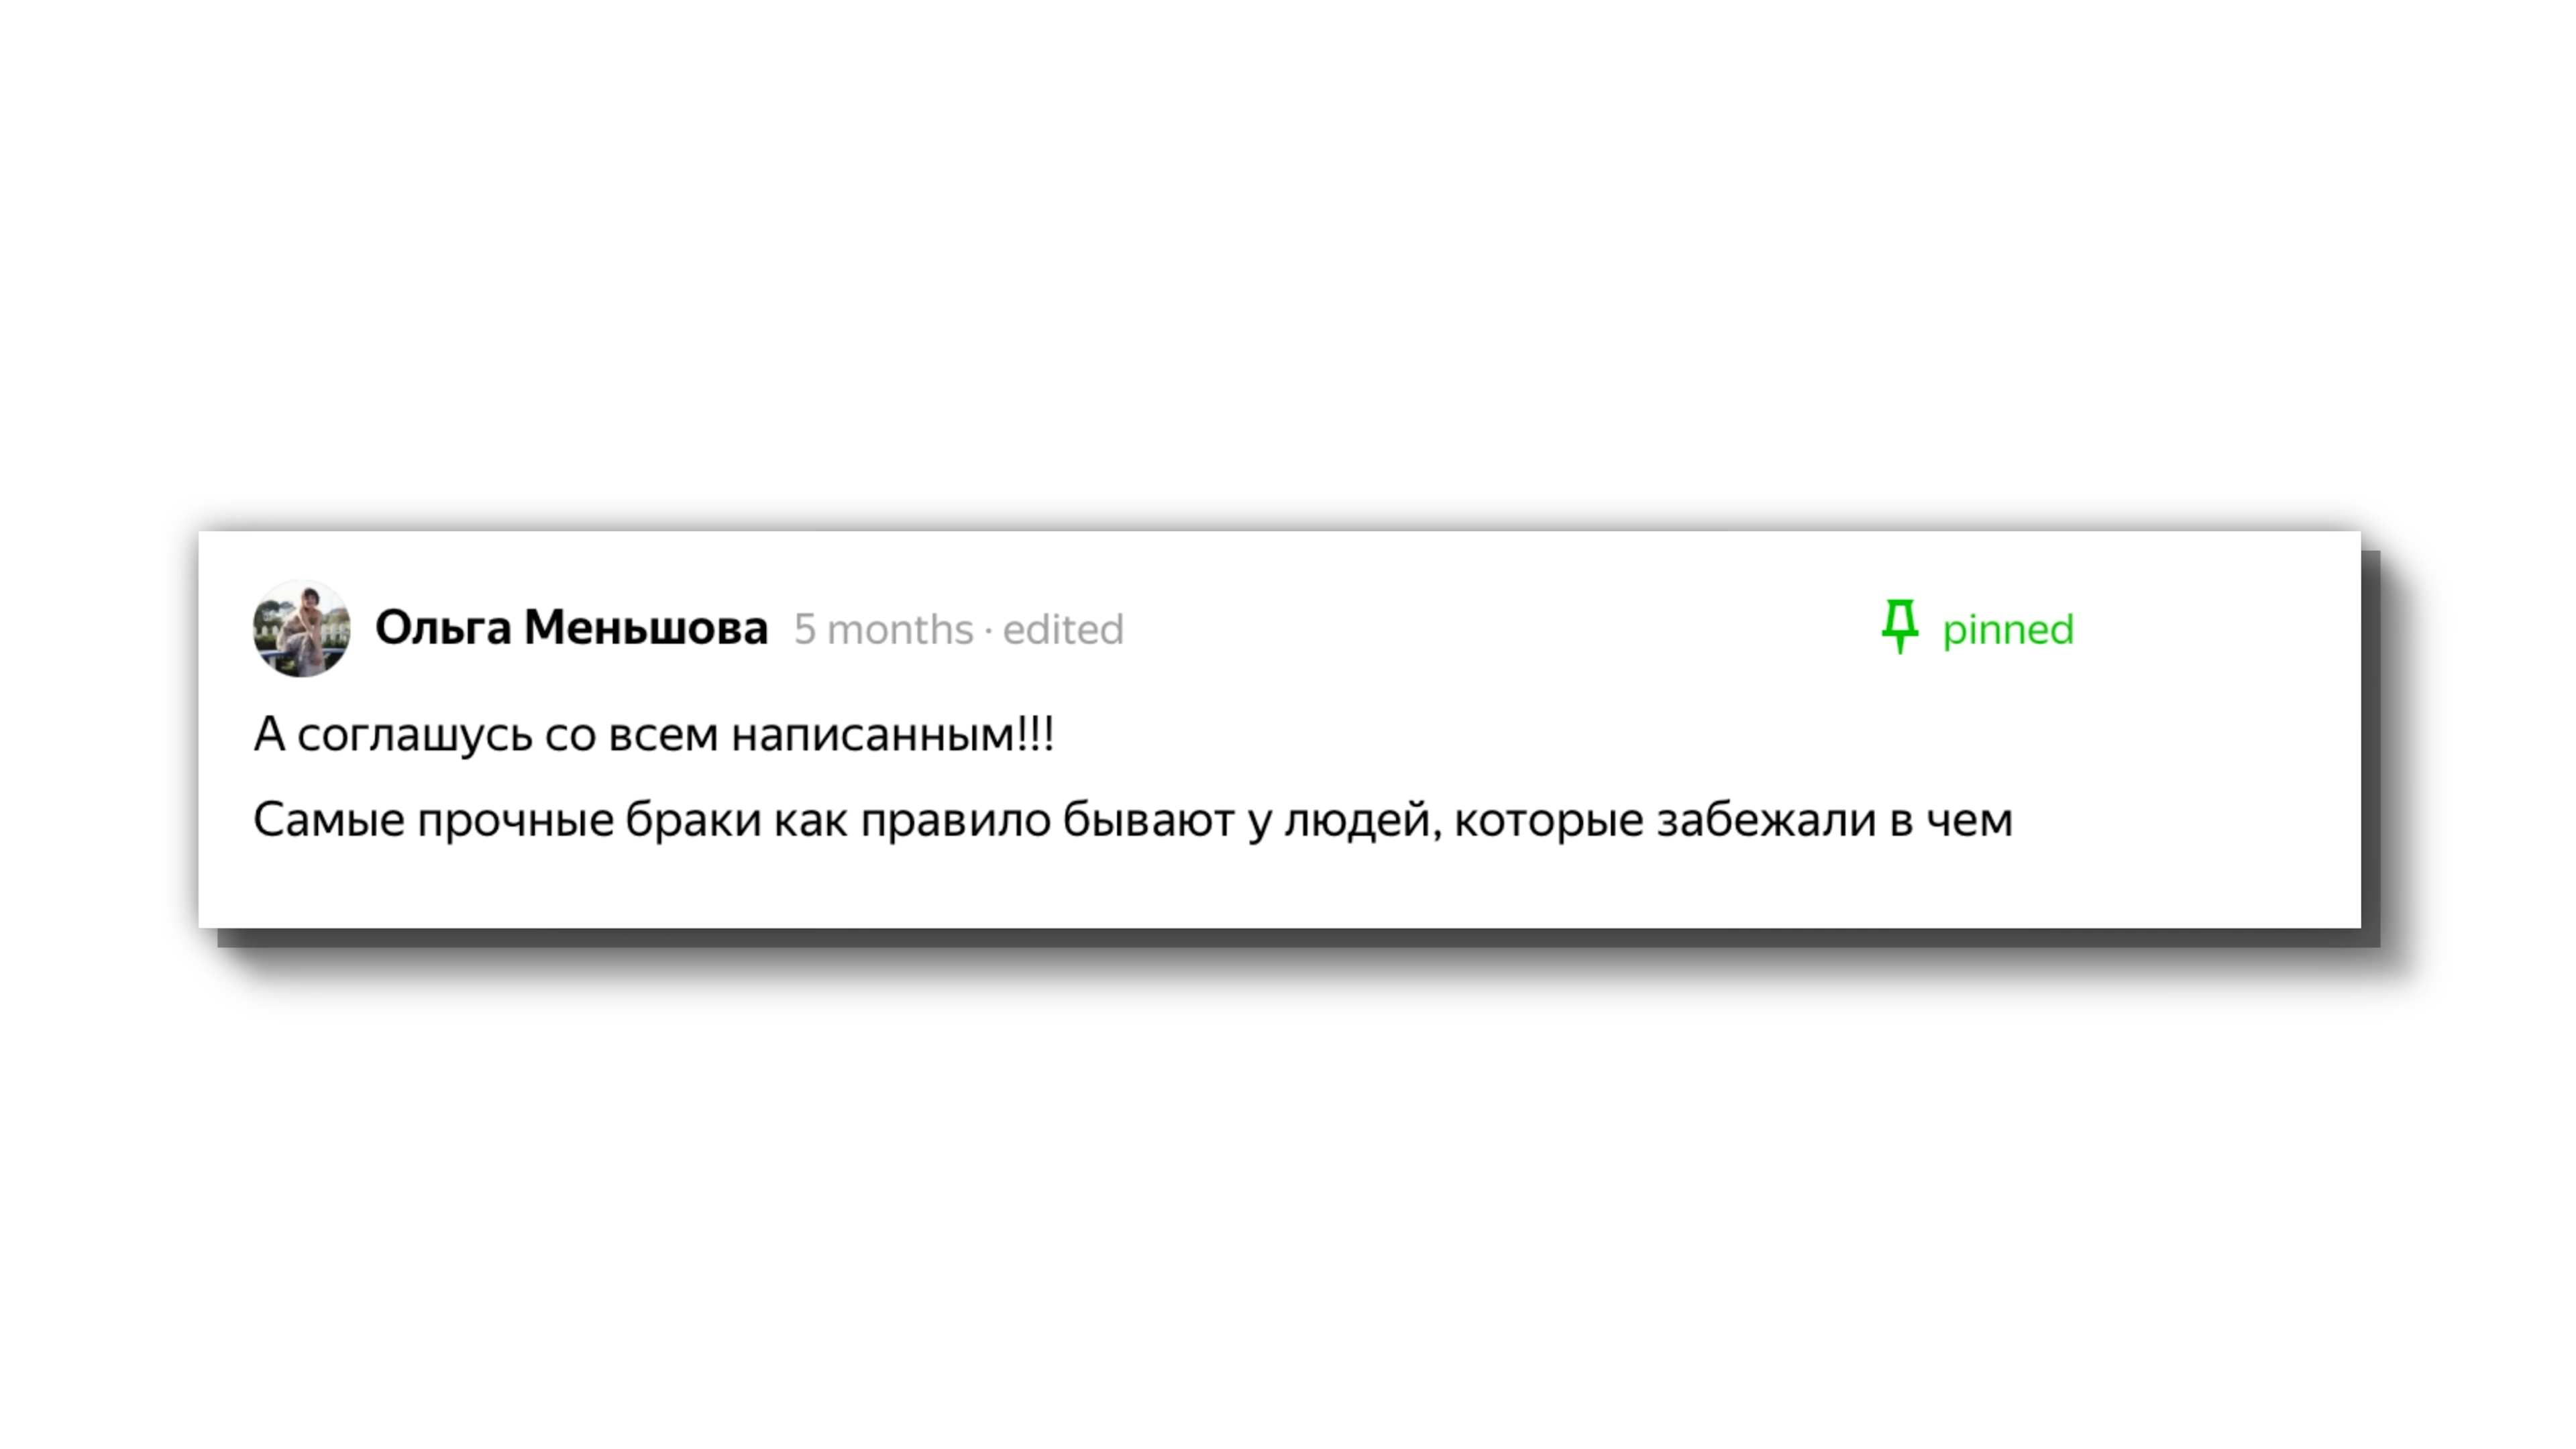 Ольга Меньшова 5 months · edited pinned
А соглашусь со всем написанным!!!
Самые прочные браки как правило бывают у людей, которые забежали в чем